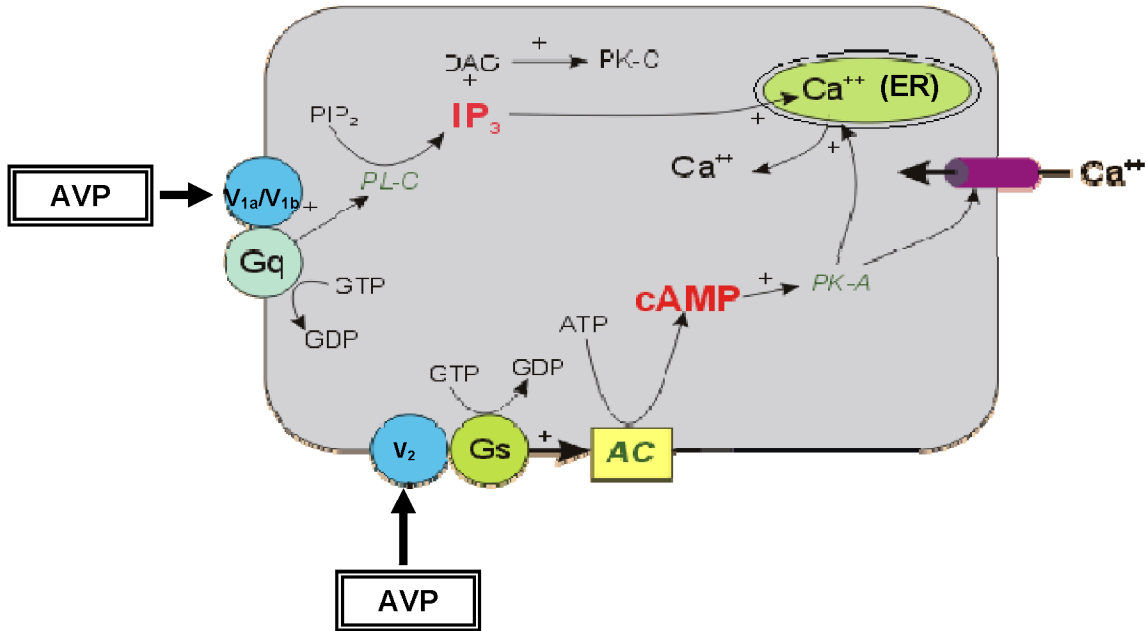 DAG + PK-C
+
IP₃
Ca⁺⁺ (ER)
+
PIP₂
+
Ca⁺⁺
Ca⁺⁺
PL-C
AVP
V1a/V1b +
Gq
GTP
GDP
cAMP + PK-A
ATP
GTP GDP
V₂
Gs + AC
AVP